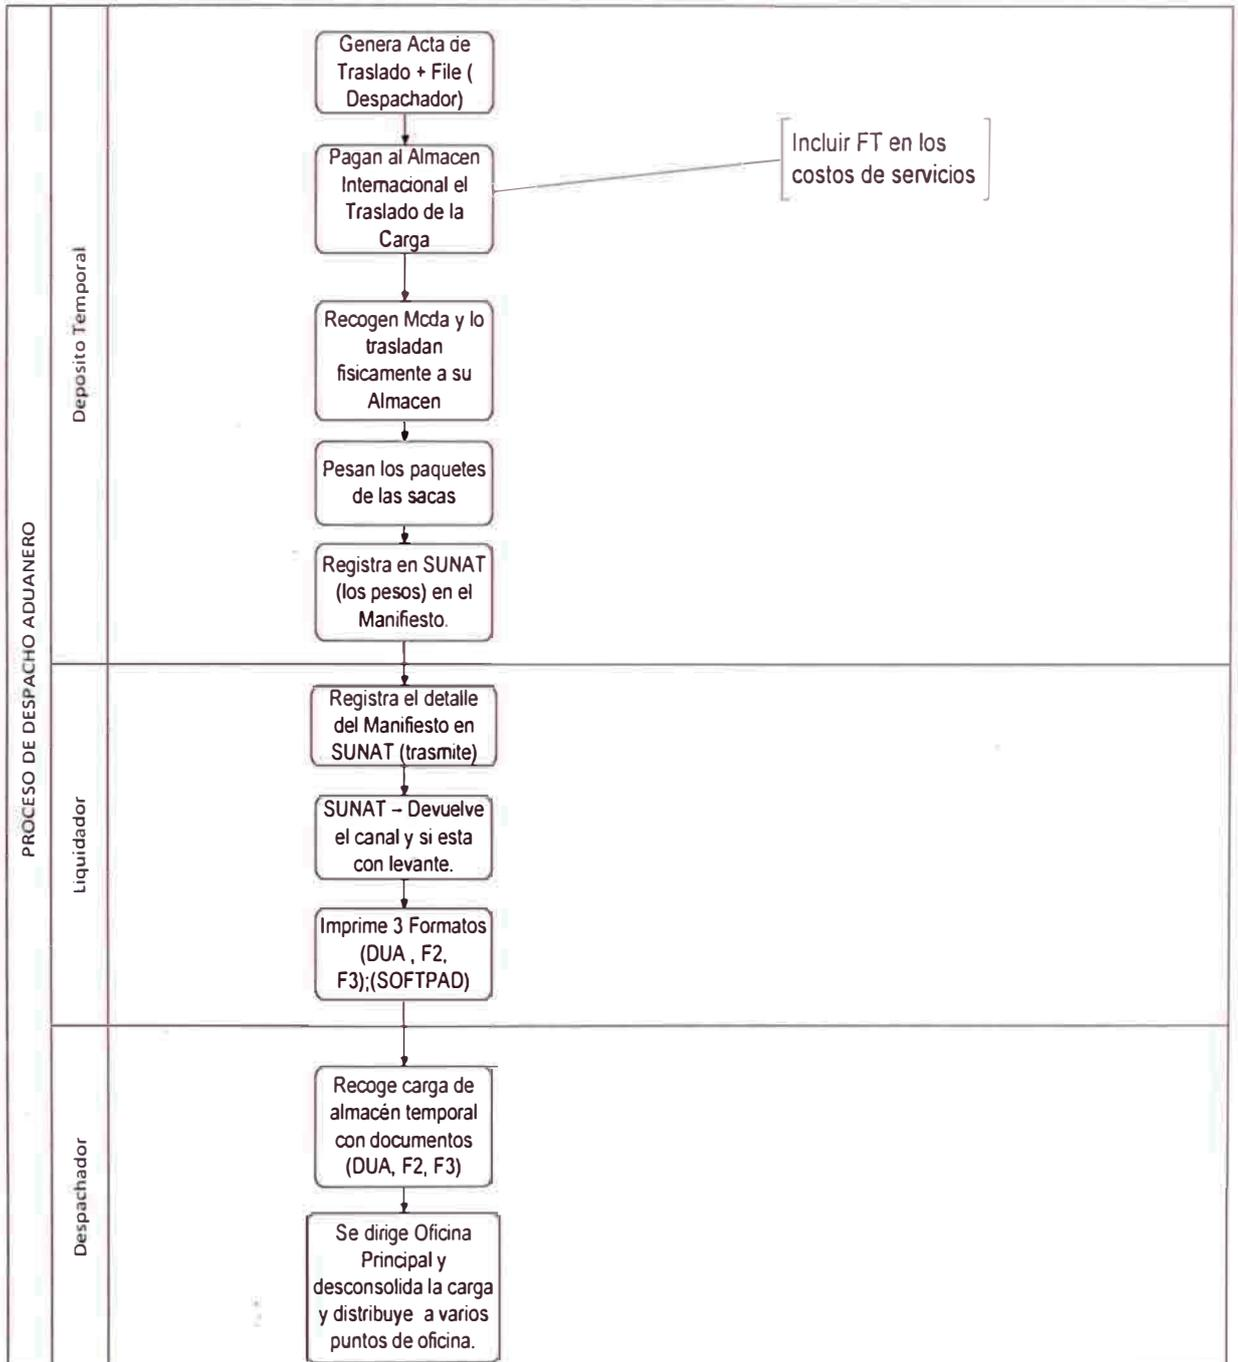 PROCESO DE DESPACHO ADUANERO
Deposito Temporal
Genera Acta de
Traslado + File (
Despachador)
Pagan al Almacen
Internacional el
Traslado de la
Carga
Incluir FT en los
costos de servicios
Recogen Mcda y lo
trasladan
fisicamente a su
Almacen
Pesan los paquetes
de las sacas
Registra en SUNAT
(los pesos) en el
Manifiesto.
Liquidador
Registra el detalle
del Manifiesto en
SUNAT (trasmite)
SUNAT – Devuelve
el canal y si esta
con levante.
Imprime 3 Formatos
(DUA , F2,
F3);(SOFTPAD)
Despachador
Recoge carga de
almacén temporal
con documentos
(DUA, F2, F3)
Se dirige Oficina
Principal y
desconsolida la carga
y distribuye a varios
puntos de oficina.